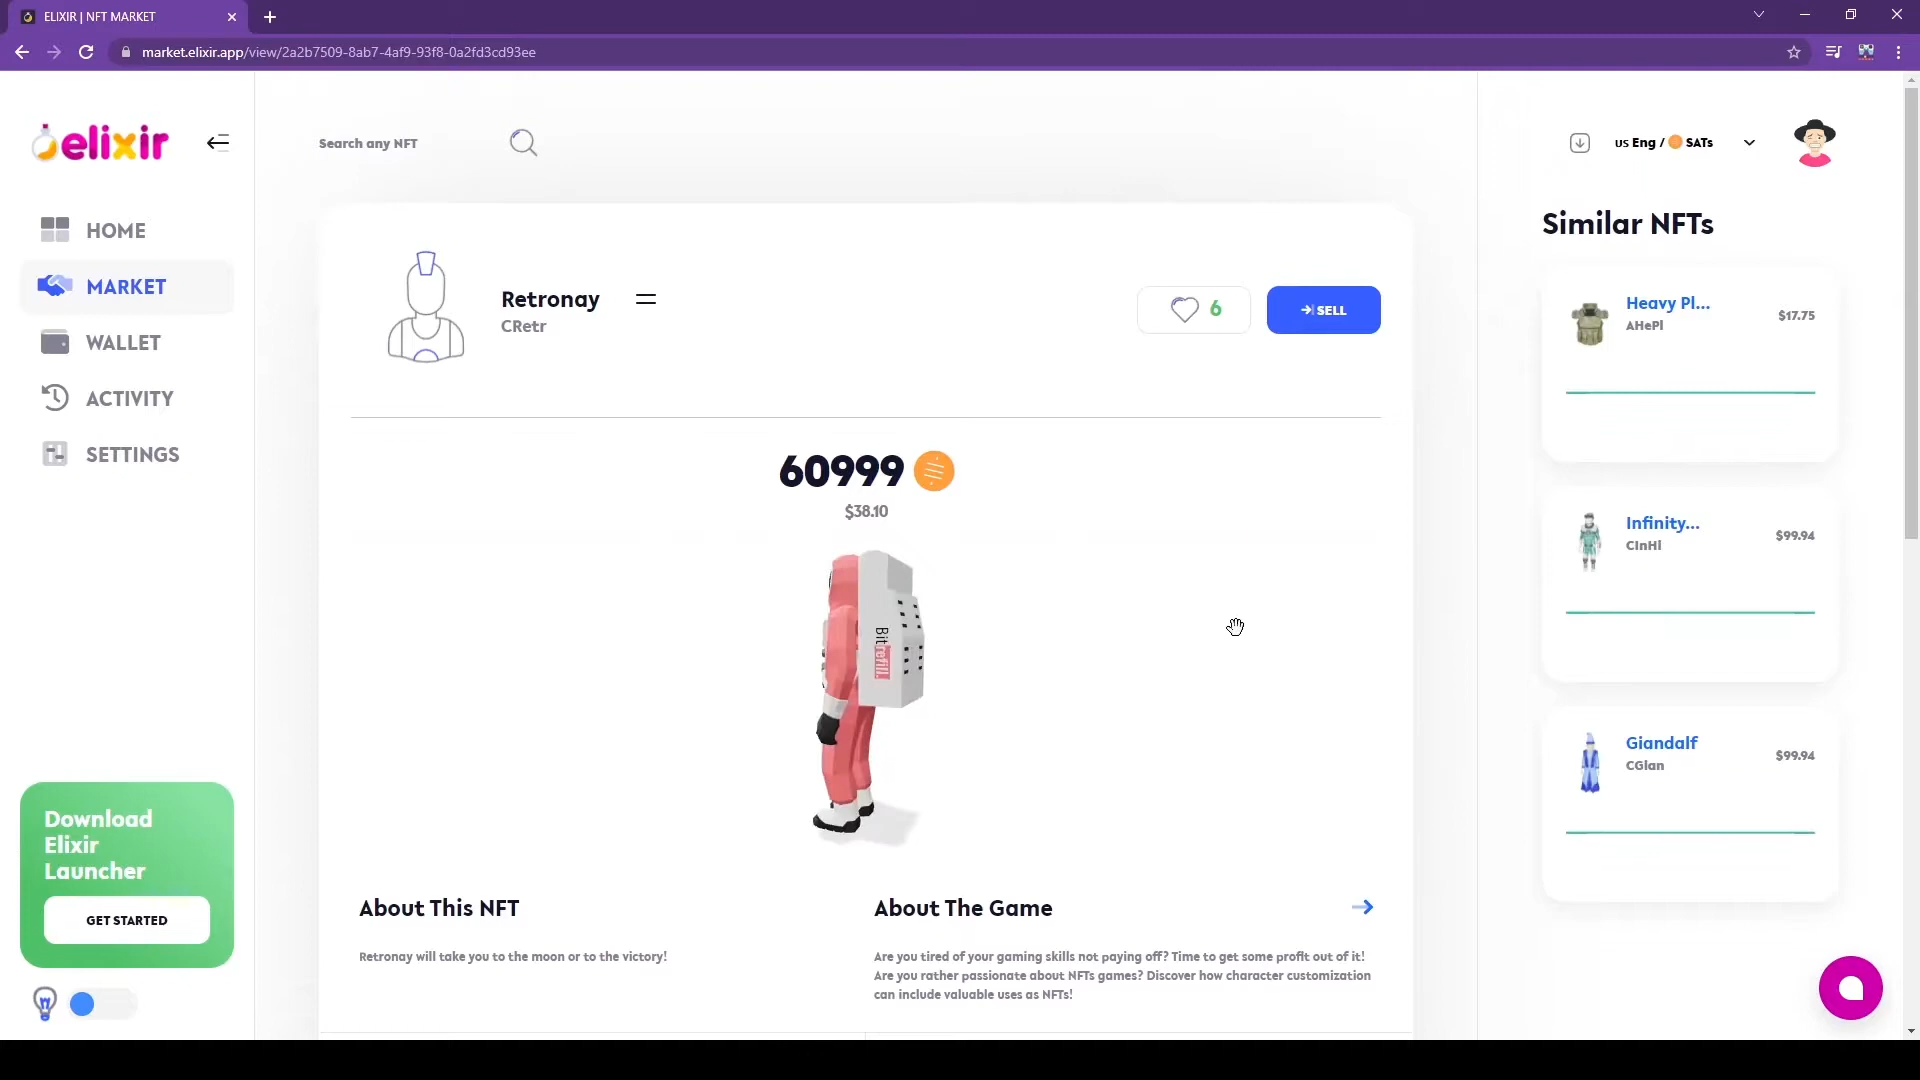 ELIXIR | NFT MARKET
market.elixir.app/view/2a2b7509-8ab7-4af9-93f8-0a2fd3cd93ee
elixir
Search any NFT
us Eng / SATs
HOME
MARKET
WALLET
ACTIVITY
SETTINGS
Download
Elixir
Launcher
GET STARTED
Retronay
CRetr
6
SELL
60999
$38.10
Bitrefill
About This NFT
Retronay will take you to the moon or to the victory!
About The Game
Are you tired of your gaming skills not paying off? Time to get some profit out of it!
Are you rather passionate about NFTs games? Discover how character customization
can include valuable uses as NFTs!
Similar NFTs
Heavy Pl...
AHePl
$17.75
Infinity...
CInHi
$99.94
Giandalf
CGian
$99.94